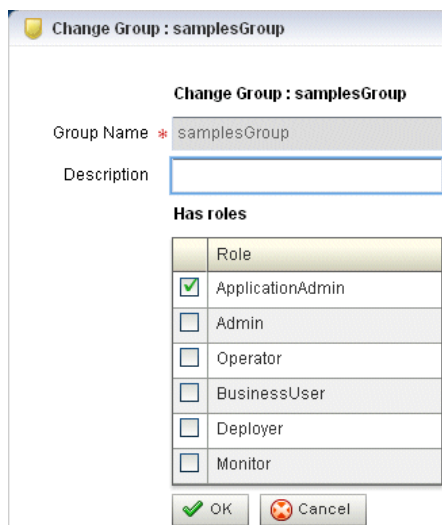 Change Group : samplesGroup
Change Group : samplesGroup
Group Name * samplesGroup
Description
Has roles
Role
ApplicationAdmin
Admin
Operator
BusinessUser
Deployer
Monitor
OK Cancel